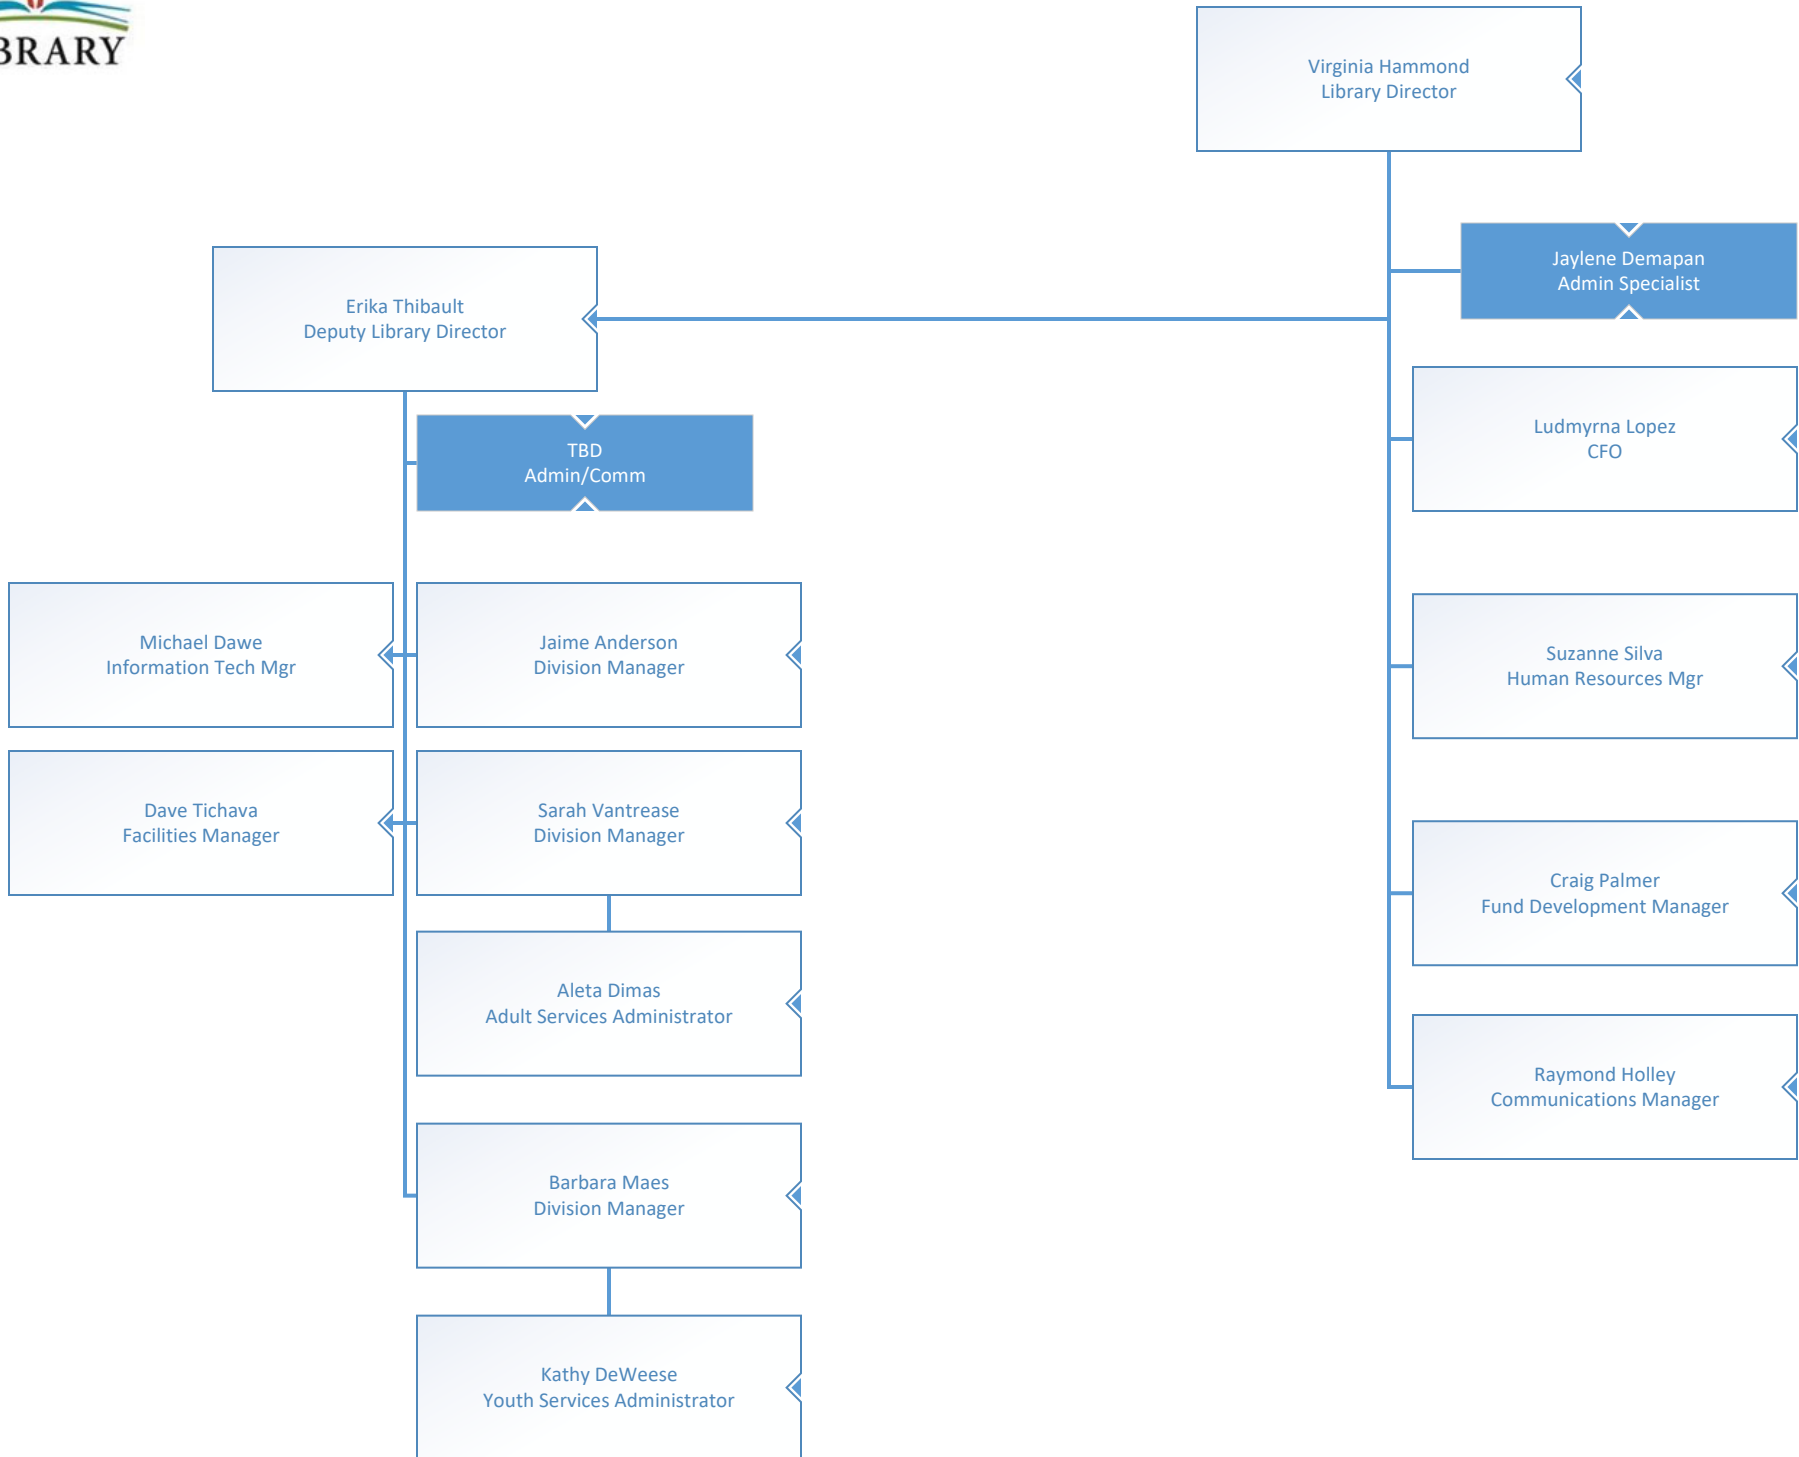 BRARY
Virginia Hammond
Library Director
Jaylene Demapan
Admin Specialist
Erika Thibault
Deputy Library Director
Ludmyrna Lopez
CFO
TBD
Admin/Comm
Michael Dawe
Information Tech Mgr
Jaime Anderson
Division Manager
Suzanne Silva
Human Resources Mgr
Dave Tichava
Facilities Manager
Sarah Vantrease
Division Manager
Craig Palmer
Fund Development Manager
Aleta Dimas
Adult Services Administrator
Raymond Holley
Communications Manager
Barbara Maes
Division Manager
Kathy DeWeese
Youth Services Administrator